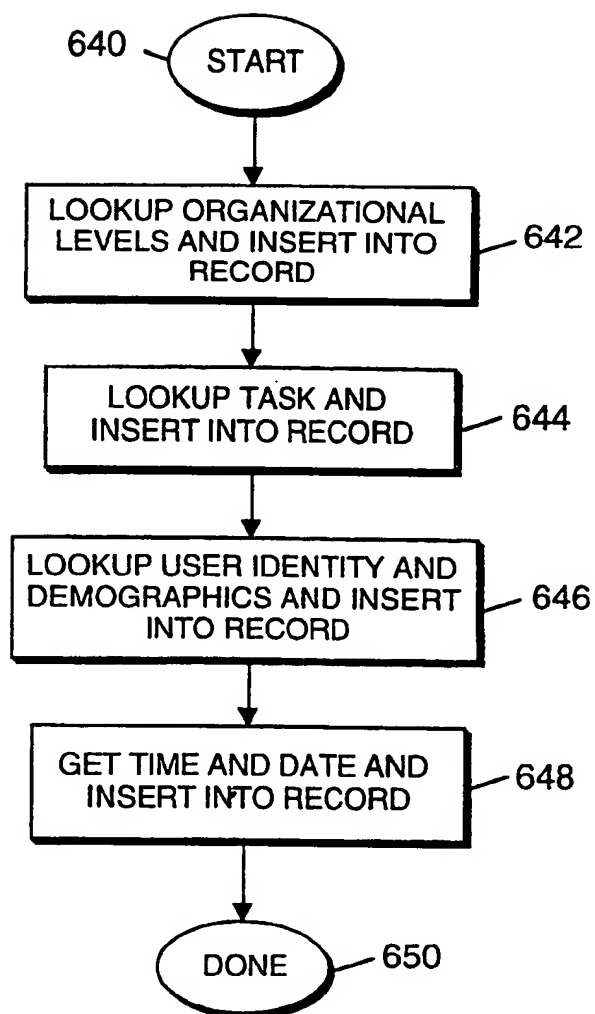 640
START
LOOKUP ORGANIZATIONAL
LEVELS AND INSERT INTO
RECORD
642
LOOKUP TASK AND
INSERT INTO RECORD
644
LOOKUP USER IDENTITY AND
DEMOGRAPHICS AND INSERT
INTO RECORD
646
GET TIME AND DATE AND
INSERT INTO RECORD
648
DONE
650